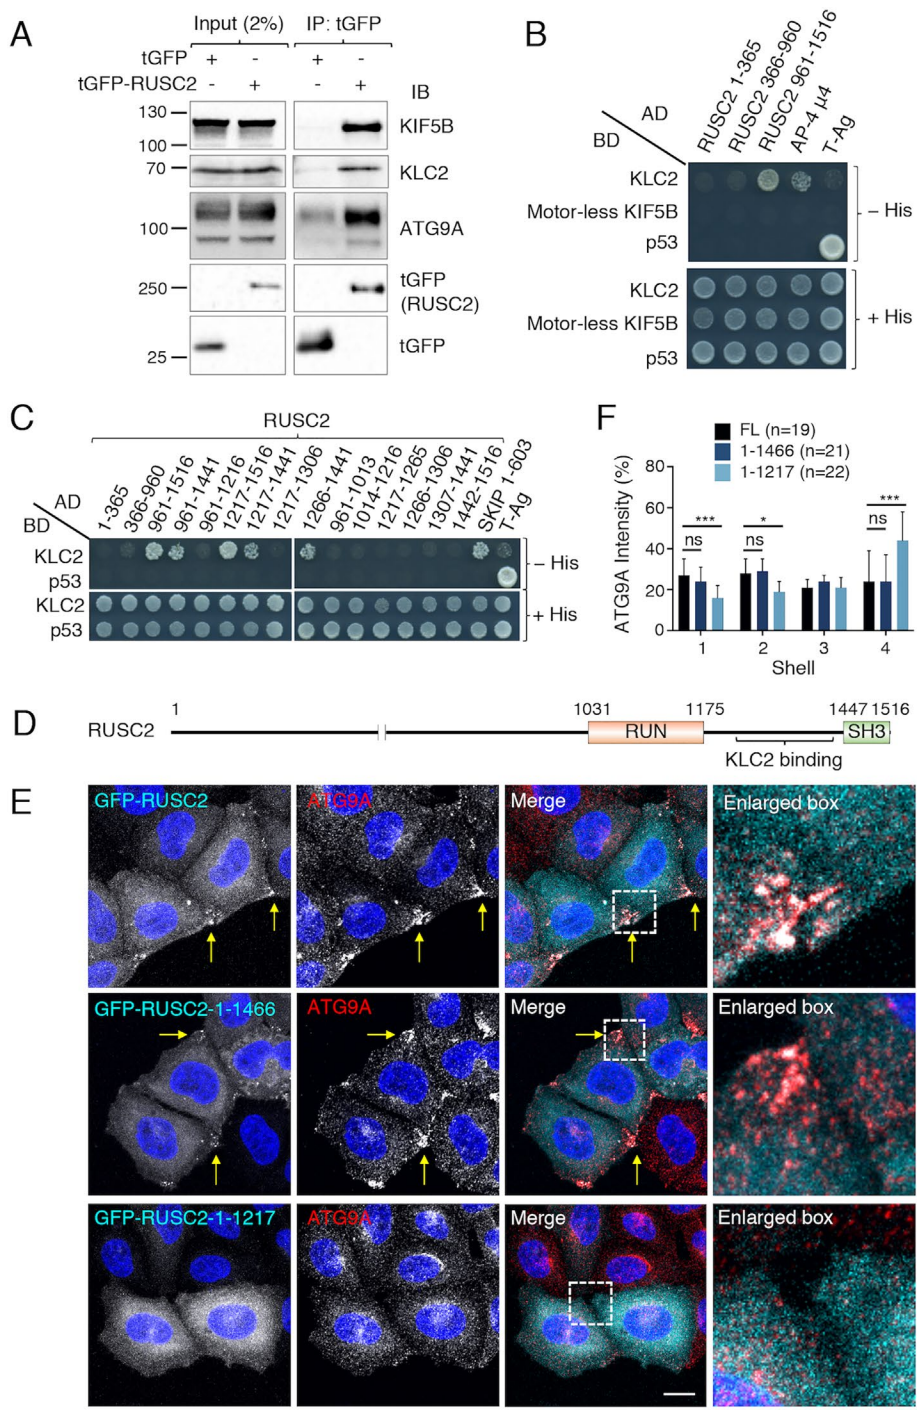 A
Input (2%) IP: tGFP
tGFP + - + -
tGFP-RUSC2 - + - +
IB
130
100
KIF5B
70
KLC2
100
ATG9A
250
tGFP
(RUSC2)
25
tGFP
B
AD
BD
RUSC2 1-365
RUSC2 366-960
RUSC2 961-1516
AP-4 µ4
T-Ag
KLC2
Motor-less KIF5B
p53
– His
KLC2
Motor-less KIF5B
p53
+ His
C
RUSC2
AD
BD
1-365
366-960
961-1516
961-1441
961-1216
1217-1516
1217-1441
1217-1306
1266-1441
961-1013
1014-1216
1217-1265
1266-1306
1307-1441
1442-1516
SKIP 1-603
T-Ag
KLC2
p53
– His
KLC2
p53
+ His
F
FL (n=19)
1-1466 (n=21)
1-1217 (n=22)
ATG9A Intensity (%)
80
60
40
20
0
*** ns
* ns
*** ns
1 2 3 4
Shell
D
RUSC2
1 1031 1175 1447 1516
RUN
SH3
KLC2 binding
E
GFP-RUSC2 ATG9A Merge Enlarged box
GFP-RUSC2-1-1466 ATG9A Merge Enlarged box
GFP-RUSC2-1-1217 ATG9A Merge Enlarged box